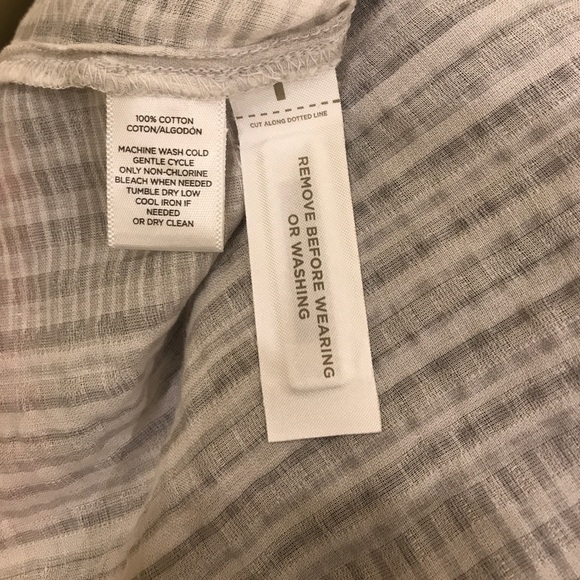 100% COTTON
COTON/ALGODÓN
MACHINE WASH COLD
GENTLE CYCLE
ONLY NON-CHLORINE
BLEACH WHEN NEEDED
TUMBLE DRY LOW
COOL IRON IF
NEEDED
OR DRY CLEAN
CUT ALONG DOTTED LINE
REMOVE BEFORE WEARING
OR WASHING